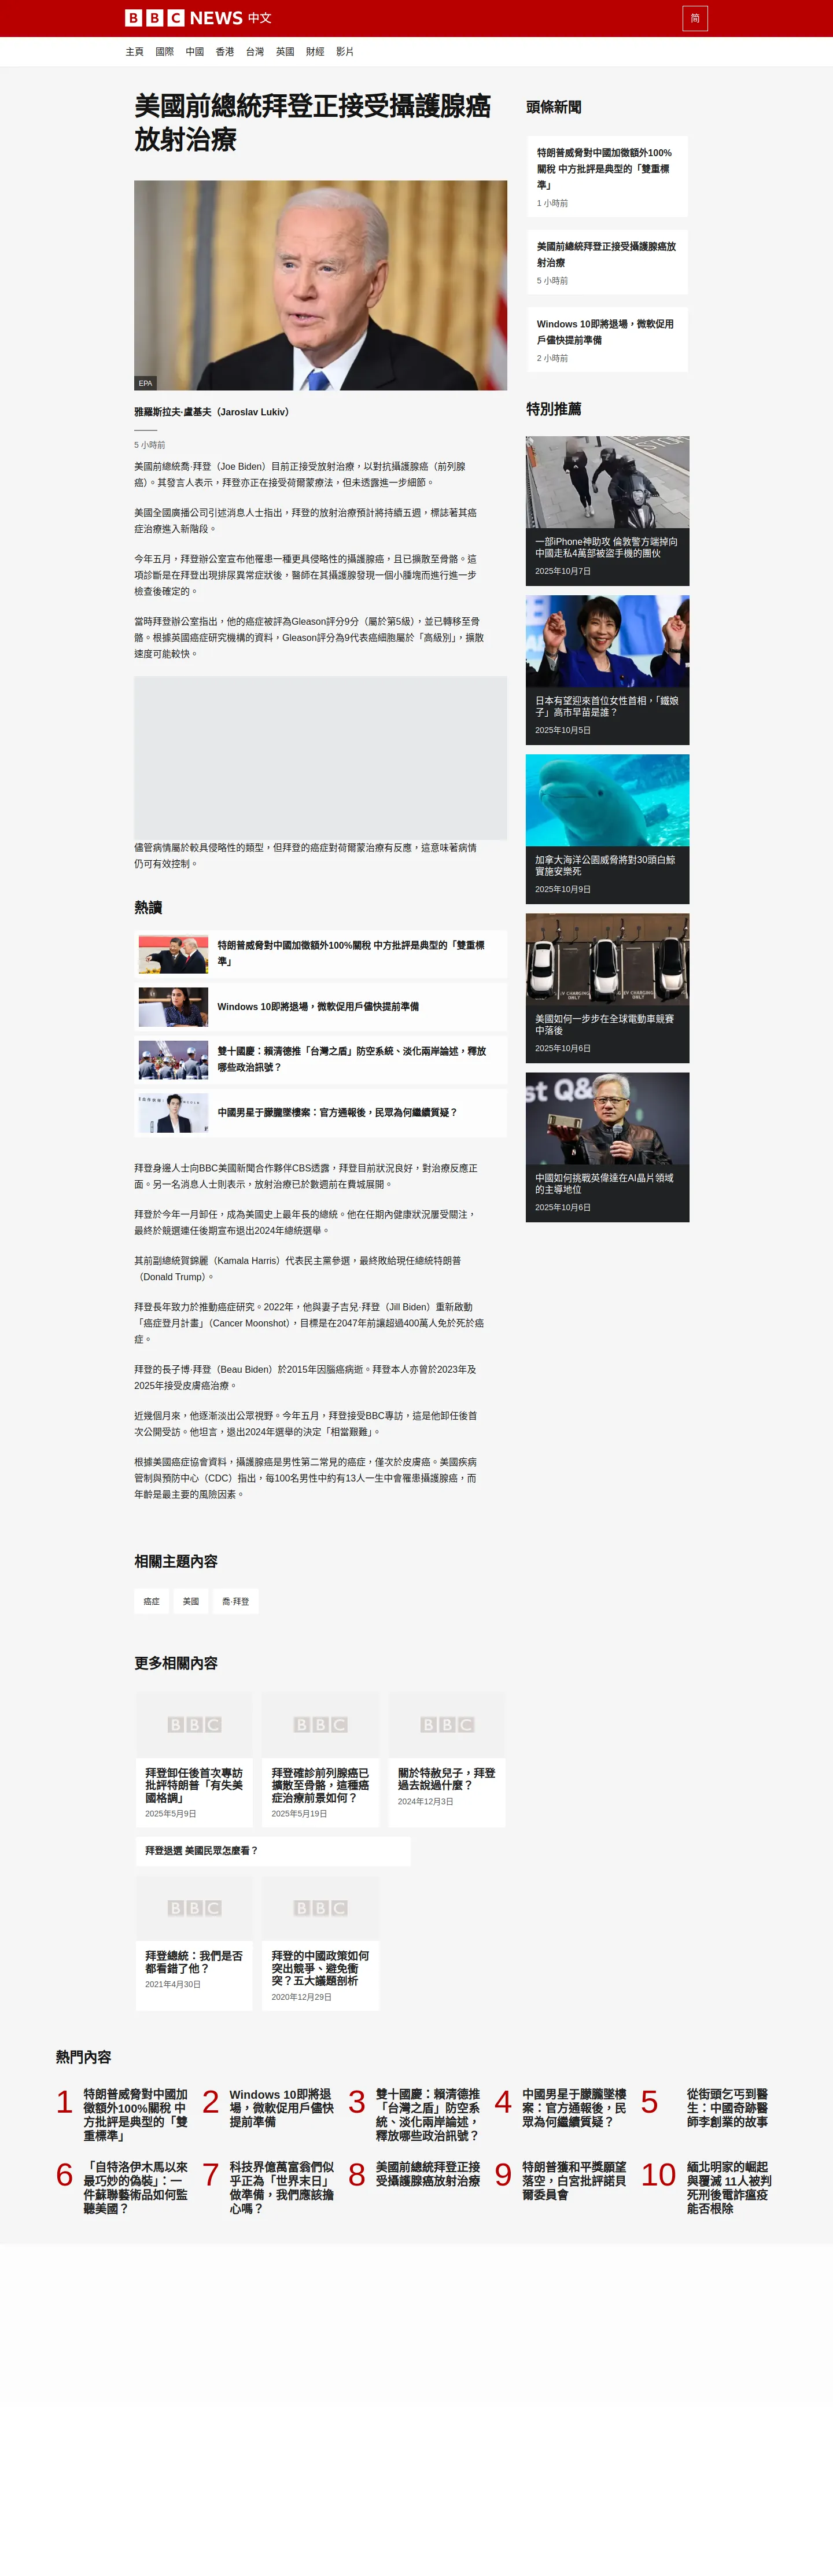 BBC NEWS 中文
简
主頁 國際 中國 香港 台灣 英國 財經 影片
美國前總統拜登正接受攝護腺癌
放射治療
EPA
雅羅斯拉夫·盧基夫（Jaroslav Lukiv）
5 小時前
美國前總統喬·拜登（Joe Biden）目前正接受放射治療，以對抗攝護腺癌（前列腺
癌）。其發言人表示，拜登亦正在接受荷爾蒙療法，但未透露進一步細節。
美國全國廣播公司引述消息人士指出，拜登的放射治療預計將持續五週，標誌著其癌
症治療進入新階段。
今年五月，拜登辦公室宣布他罹患一種更具侵略性的攝護腺癌，且已擴散至骨骼。這
項診斷是在拜登出現排尿異常症狀後，醫師在其攝護腺發現一個小腫塊而進行進一步
檢查後確定的。
當時拜登辦公室指出，他的癌症被評為Gleason評分9分（屬於第5級），並已轉移至骨
骼。根據英國癌症研究機構的資料，Gleason評分為9代表癌細胞屬於「高級別」，擴散
速度可能較快。
儘管病情屬於較具侵略性的類型，但拜登的癌症對荷爾蒙治療有反應，這意味著病情
仍可有效控制。
熱讀
特朗普威脅對中國加徵額外100%關稅 中方批評是典型的「雙重標
準」
Windows 10即將退場，微軟促用戶儘快提前準備
雙十國慶：賴清德推「台灣之盾」防空系統、淡化兩岸論述，釋放
哪些政治訊號？
中國男星于朦朧墜樓案：官方通報後，民眾為何繼續質疑？
拜登身邊人士向BBC美國新聞合作夥伴CBS透露，拜登目前狀況良好，對治療反應正
面。另一名消息人士則表示，放射治療已於數週前在費城展開。
拜登於今年一月卸任，成為美國史上最年長的總統。他在任期內健康狀況屢受關注，
最終於競選連任後期宣布退出2024年總統選舉。
其前副總統賀錦麗（Kamala Harris）代表民主黨參選，最終敗給現任總統特朗普
（Donald Trump）。
拜登長年致力於推動癌症研究。2022年，他與妻子吉兒·拜登（Jill Biden）重新啟動
「癌症登月計畫」（Cancer Moonshot），目標是在2047年前讓超過400萬人免於死於癌
症。
拜登的長子博·拜登（Beau Biden）於2015年因腦癌病逝。拜登本人亦曾於2023年及
2025年接受皮膚癌治療。
近幾個月來，他逐漸淡出公眾視野。今年五月，拜登接受BBC專訪，這是他卸任後首
次公開受訪。他坦言，退出2024年選舉的決定「相當艱難」。
根據美國癌症協會資料，攝護腺癌是男性第二常見的癌症，僅次於皮膚癌。美國疾病
管制與預防中心（CDC）指出，每100名男性中約有13人一生中會罹患攝護腺癌，而
年齡是最主要的風險因素。
相關主題內容
癌症 美國 喬·拜登
更多相關內容
BBC BBC BBC
拜登卸任後首次專訪
批評特朗普「有失美
國格調」
2025年5月9日
拜登確診前列腺癌已
擴散至骨骼，這種癌
症治療前景如何？
2025年5月19日
關於特赦兒子，拜登
過去說過什麼？
2024年12月3日
拜登退選 美國民眾怎麼看？
BBC BBC
拜登總統：我們是否
都看錯了他？
2021年4月30日
拜登的中國政策如何
突出競爭、避免衝
突？五大議題剖析
2020年12月29日
頭條新聞
特朗普威脅對中國加徵額外100%
關稅 中方批評是典型的「雙重標
準」
1 小時前
美國前總統拜登正接受攝護腺癌放
射治療
5 小時前
Windows 10即將退場，微軟促用
戶儘快提前準備
2 小時前
特別推薦
一部iPhone神助攻 倫敦警方端掉向
中國走私4萬部被盜手機的團伙
2025年10月7日
日本有望迎來首位女性首相，「鐵娘
子」高市早苗是誰？
2025年10月5日
加拿大海洋公園威脅將對30頭白鯨
實施安樂死
2025年10月9日
EV CHARGING
ONLY
美國如何一步步在全球電動車競賽
中落後
2025年10月6日
st Q&
中國如何挑戰英偉達在AI晶片領域
的主導地位
2025年10月6日
熱門內容
1
特朗普威脅對中國加
徵額外100%關稅 中
方批評是典型的「雙
重標準」
2
Windows 10即將退
場，微軟促用戶儘快
提前準備
3
雙十國慶：賴清德推
「台灣之盾」防空系
統、淡化兩岸論述，
釋放哪些政治訊號？
4
中國男星于朦朧墜樓
案：官方通報後，民
眾為何繼續質疑？
5
從街頭乞丐到醫
生：中國奇跡醫
師李創業的故事
6
「自特洛伊木馬以來
最巧妙的偽裝」：一
件蘇聯藝術品如何監
聽美國？
7
科技界億萬富翁們似
乎正為「世界末日」
做準備，我們應該擔
心嗎？
8
美國前總統拜登正接
受攝護腺癌放射治療
9
特朗普獲和平獎願望
落空，白宮批評諾貝
爾委員會
10
緬北明家的崛起
與覆滅 11人被判
死刑後電詐瘟疫
能否根除